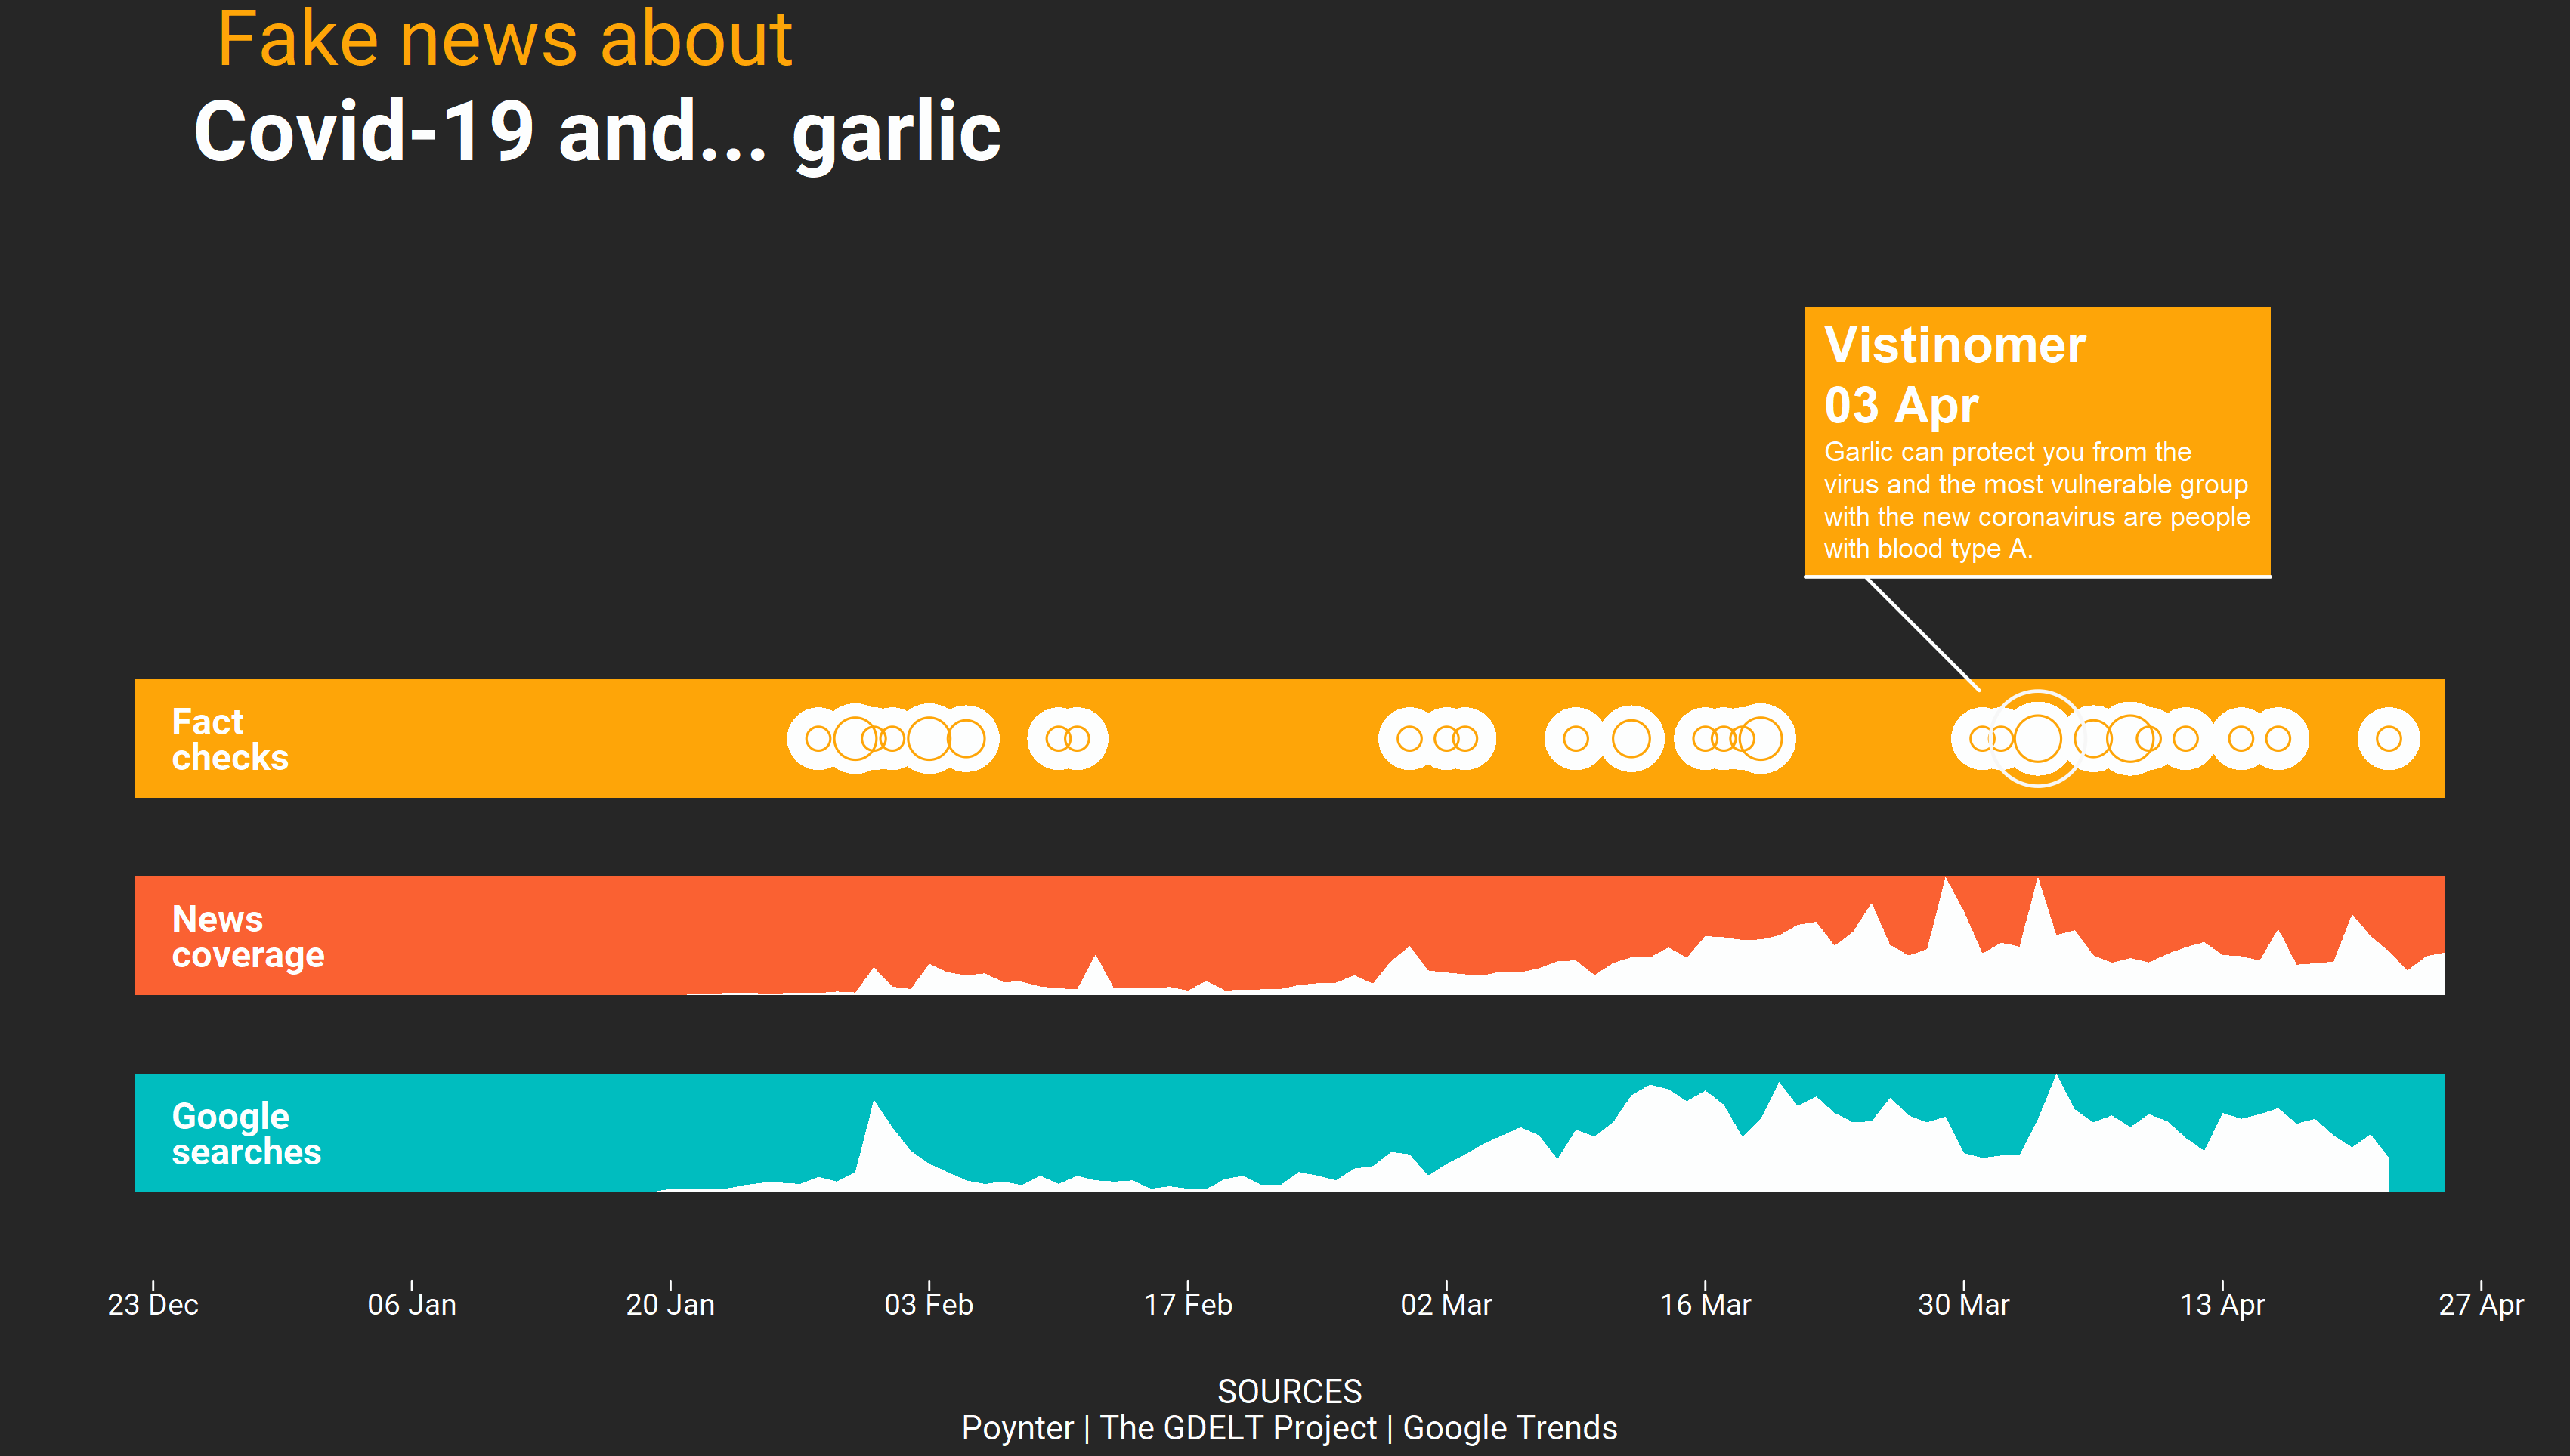 Fake news about
Covid-19 and... garlic
Vistinomer
03 Apr
Garlic can protect you from the
virus and the most vulnerable group
with the new coronavirus are people
with blood type A.
Fact
checks
News
coverage
Google
searches
23 Dec 06 Jan 20 Jan 03 Feb 17 Feb 02 Mar 16 Mar 30 Mar 13 Apr 27 Apr
SOURCES
Poynter | The GDELT Project | Google Trends